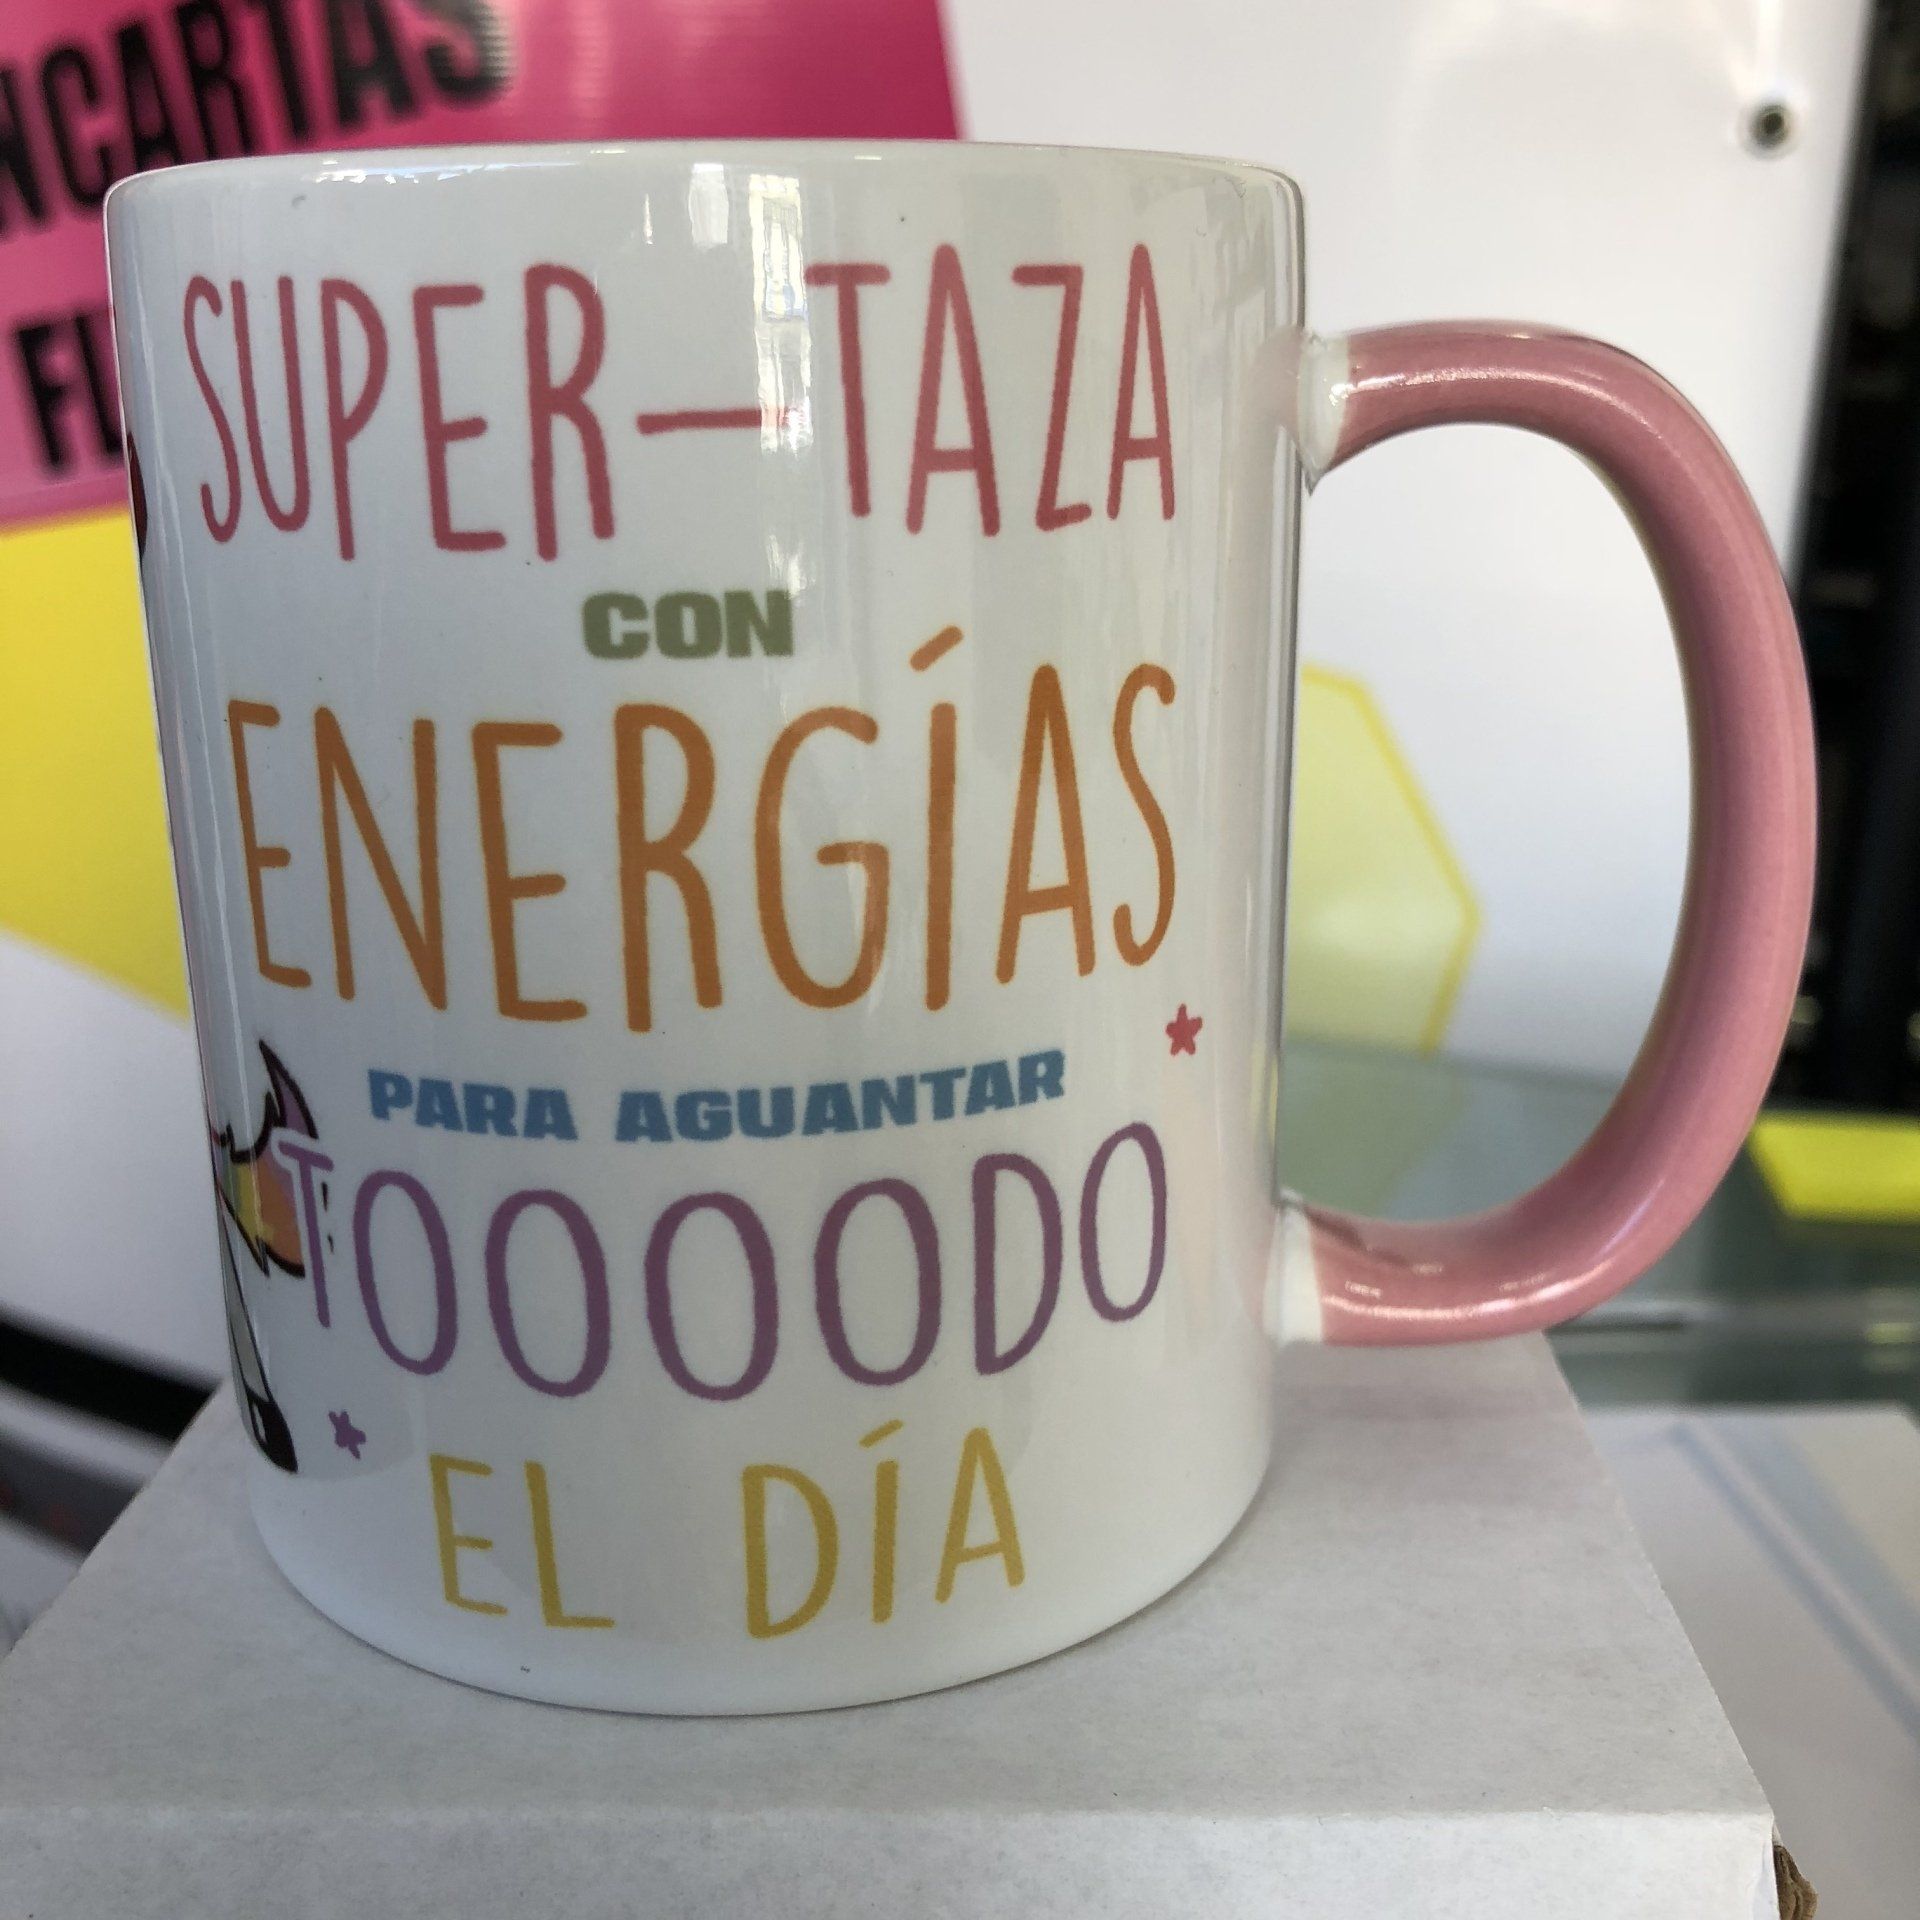 SUPER-TAZA
CON
ENERGÍAS
PARA AGUANTAR
TOOOODO
EL DÍA